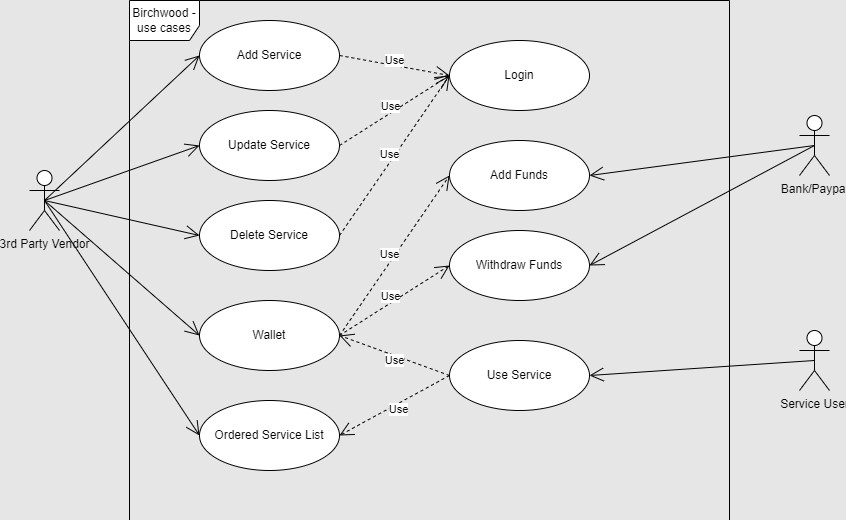 Birchwood -
use cases
Add Service
Use
Login
Use
Update Service
Use
Add Funds
Bank/Paypa
3rd Party Vendor
Delete Service
Use
Withdraw Funds
Use
Wallet
Use
Use Service
Service Use
Use
Ordered Service List